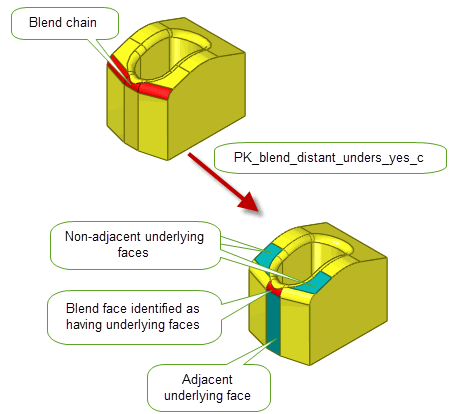 Blend chain
PK_blend_distant_unders_yes_c
Non-adjacent underlying
faces
Blend face identified as
having underlying faces
Adjacent
underlying face